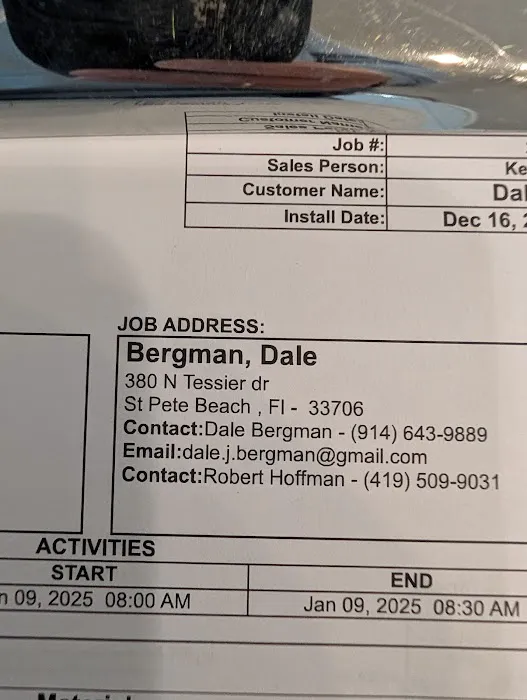 Job #:
Sales Person: Ke
Customer Name: Dal
Install Date: Dec 16, 2
JOB ADDRESS:
Bergman, Dale
380 N Tessier dr
St Pete Beach , Fl - 33706
Contact:Dale Bergman - (914) 643-9889
Email:dale.j.bergman@gmail.com
Contact:Robert Hoffman - (419) 509-9031
ACTIVITIES
START END
n 09, 2025 08:00 AM Jan 09, 2025 08:30 AM